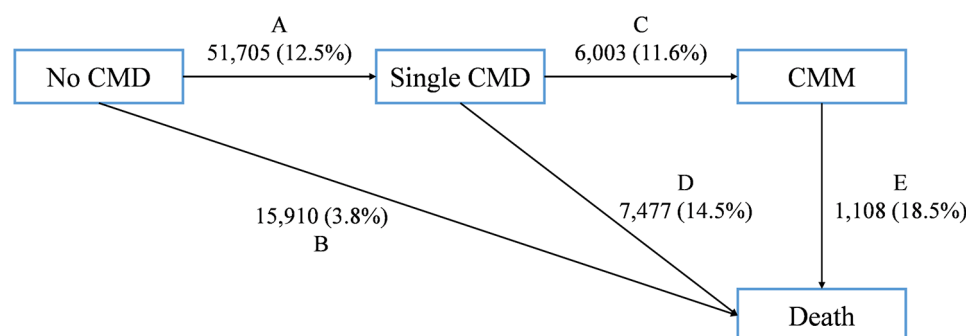 A
51,705 (12.5%)
C
6,003 (11.6%)
No CMD
Single CMD
CMM
D
7,477 (14.5%)
E
1,108 (18.5%)
15,910 (3.8%)
B
Death